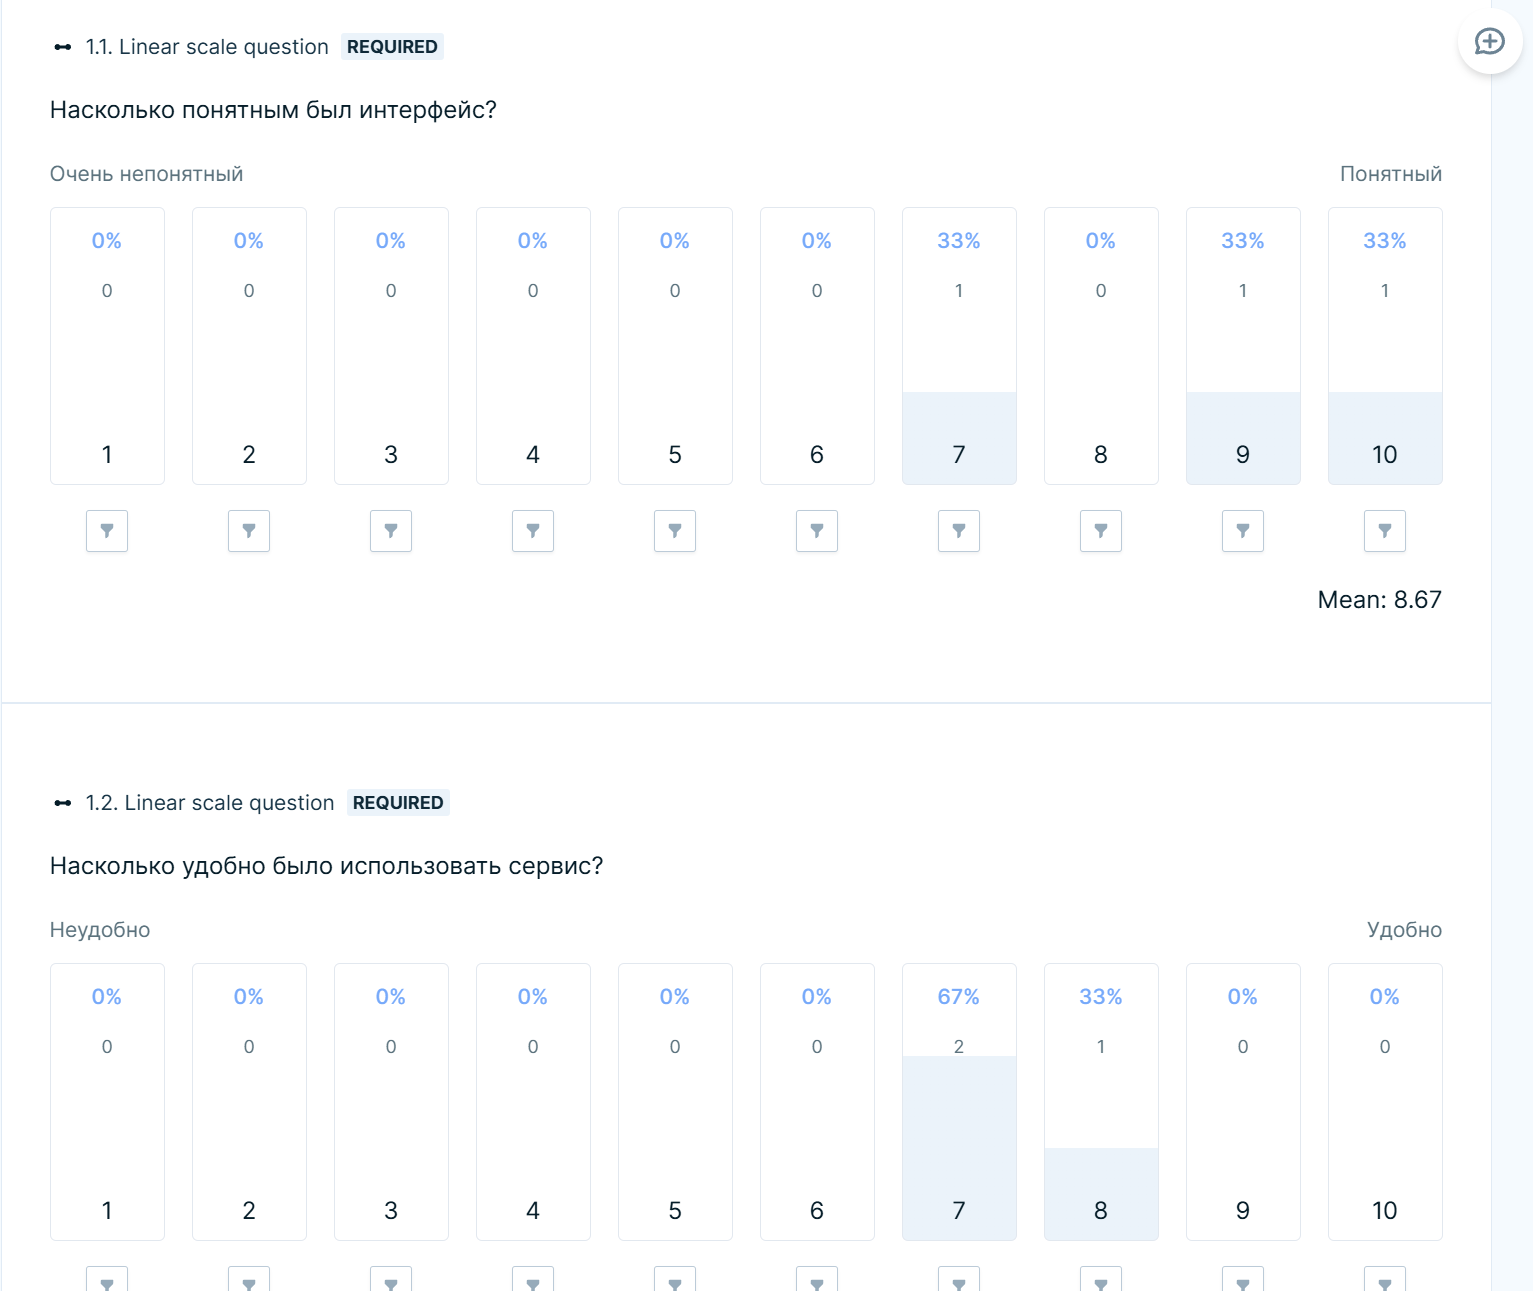 1.1. Linear scale question REQUIRED
Насколько понятным был интерфейс?
Очень непонятный Понятный
0% 0% 0% 0% 0% 0% 33% 0% 33% 33%
0 0 0 0 0 0 1 0 1 1
1 2 3 4 5 6 7 8 9 10
Mean: 8.67
1.2. Linear scale question REQUIRED
Насколько удобно было использовать сервис?
Неудобно Удобно
0% 0% 0% 0% 0% 0% 67% 33% 0% 0%
0 0 0 0 0 0 2 1 0 0
1 2 3 4 5 6 7 8 9 10